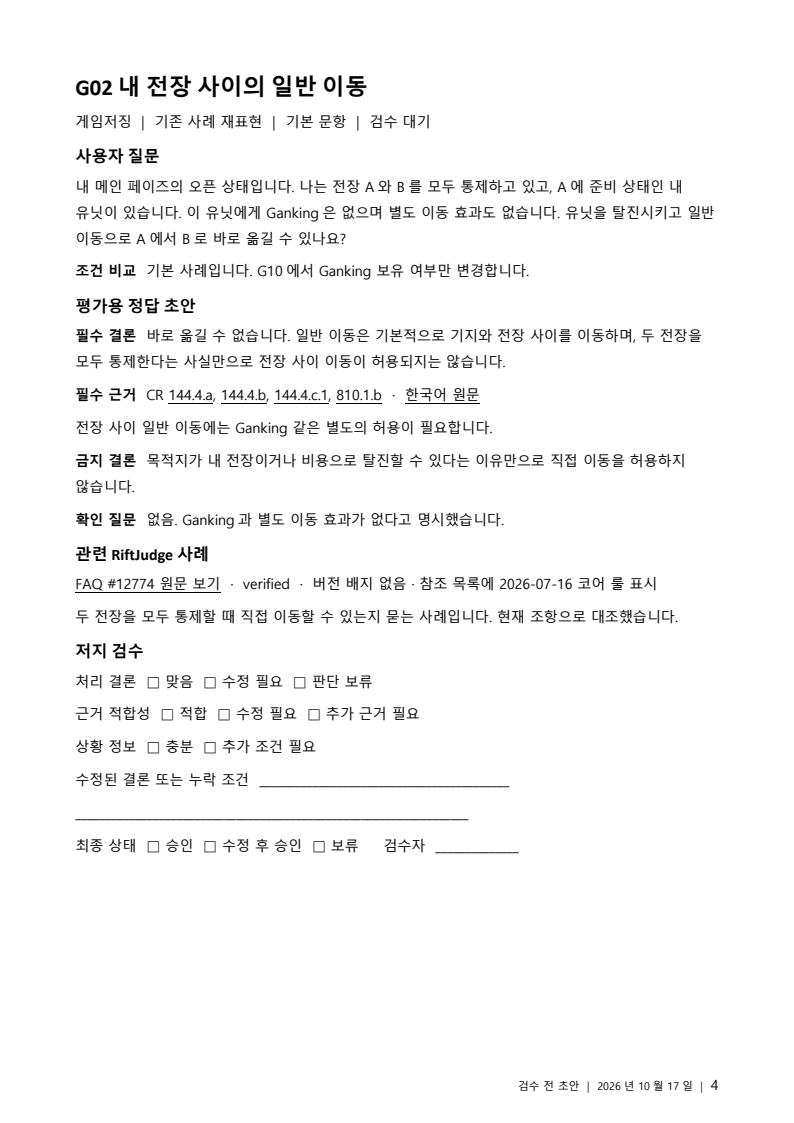 G02 내 전장 사이의 일반 이동
게임저징 | 기존 사례 재표현 | 기본 문항 | 검수 대기
사용자 질문
내 메인 페이즈의 오픈 상태입니다. 나는 전장 A 와 B 를 모두 통제하고 있고, A 에 준비 상태인 내
유닛이 있습니다. 이 유닛에게 Ganking 은 없으며 별도 이동 효과도 없습니다. 유닛을 탈진시키고 일반
이동으로 A 에서 B 로 바로 옮길 수 있나요?
조건 비교 기본 사례입니다. G10 에서 Ganking 보유 여부만 변경합니다.
평가용 정답 초안
필수 결론 바로 옮길 수 없습니다. 일반 이동은 기본적으로 기지와 전장 사이를 이동하며, 두 전장을
모두 통제한다는 사실만으로 전장 사이 이동이 허용되지는 않습니다.
필수 근거 CR 144.4.a, 144.4.b, 144.4.c.1, 810.1.b · 한국어 원문
전장 사이 일반 이동에는 Ganking 같은 별도의 허용이 필요합니다.
금지 결론 목적지가 내 전장이거나 비용으로 탈진할 수 있다는 이유만으로 직접 이동을 허용하지
않습니다.
확인 질문 없음. Ganking 과 별도 이동 효과가 없다고 명시했습니다.
관련 RiftJudge 사례
FAQ #12774 원문 보기 · verified · 버전 배지 없음 · 참조 목록에 2026-07-16 코어 룰 표시
두 전장을 모두 통제할 때 직접 이동할 수 있는지 묻는 사례입니다. 현재 조항으로 대조했습니다.
저지 검수
처리 결론 □ 맞음 □ 수정 필요 □ 판단 보류
근거 적합성 □ 적합 □ 수정 필요 □ 추가 근거 필요
상황 정보 □ 충분 □ 추가 조건 필요
수정된 결론 또는 누락 조건 ____________________________________
________________________________________________________
최종 상태 □ 승인 □ 수정 후 승인 □ 보류 검수자 ____________
검수 전 초안 | 2026 년 10 월 17 일 | 4